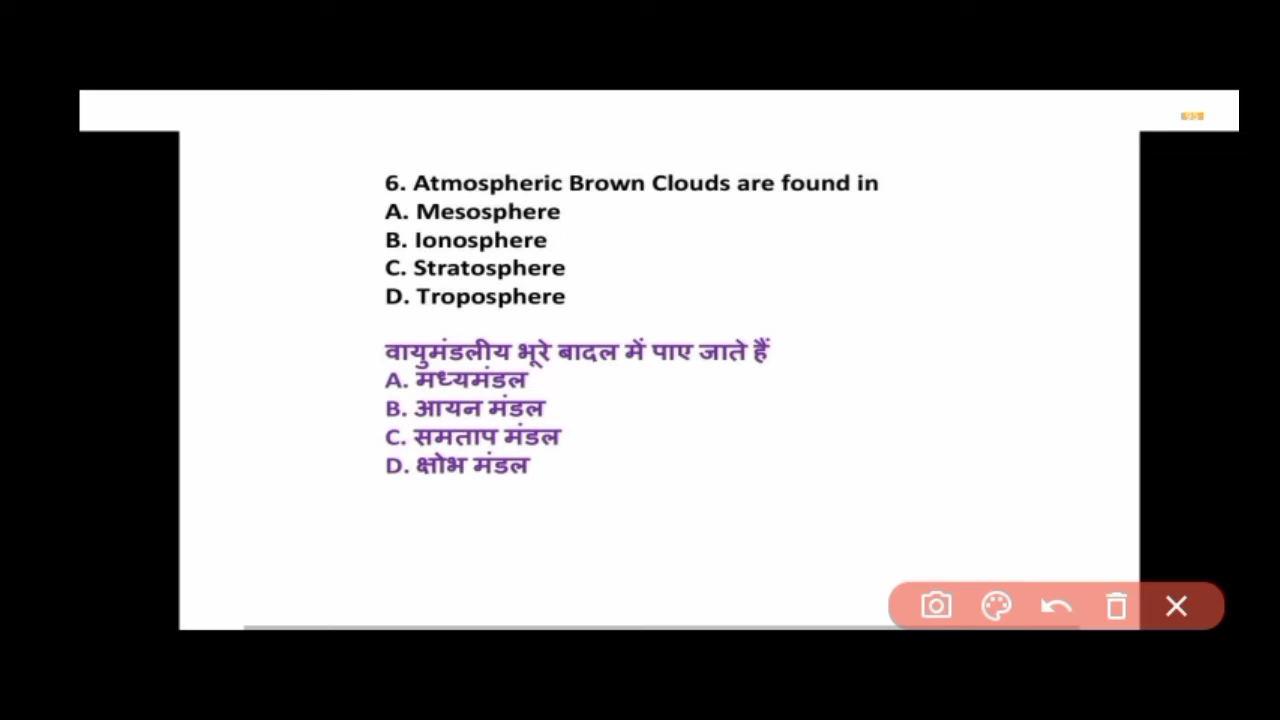 6. Atmospheric Brown Clouds are found in
A. Mesosphere
B. Ionosphere
C. Stratosphere
D. Troposphere
वायुमंडलीय भूरे बादल में पाए जाते हैं
A. मध्यमंडल
B. आयन मंडल
C. समताप मंडल
D. क्षोभ मंडल